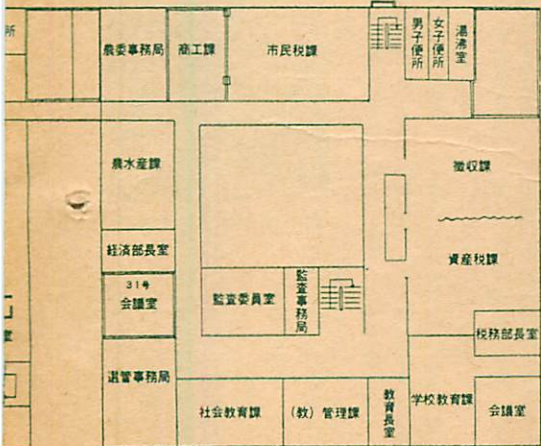 所
農委事務局
商工課
市民税課
男子便所
女子便所
湯沸室
農水産課
徴収課
経済部長室
資産税課
31号
会議室
監査委員室
監査事務局
税務部長室
選管事務局
社会教育課
(教)管理課
教育長室
学校教育課
会議室
室